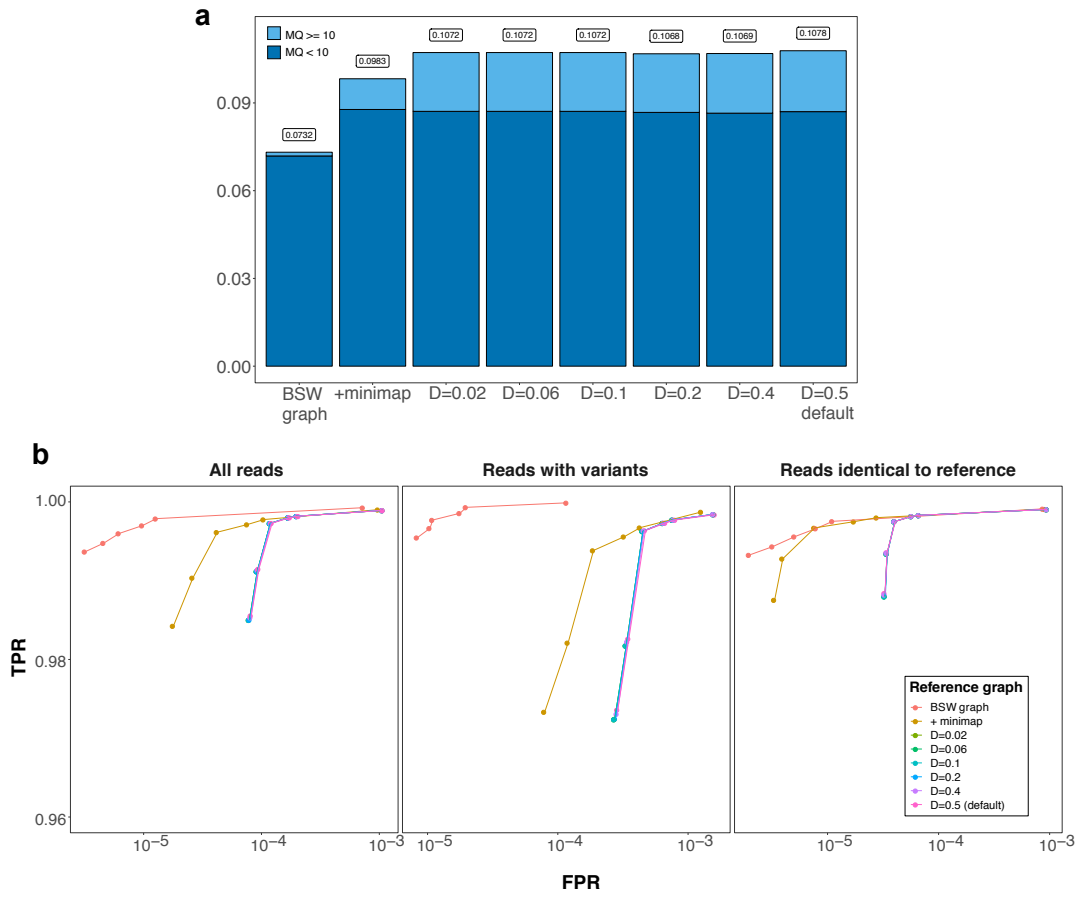 a
MQ >= 10
MQ < 10
0.0732
0.0983
0.1072
0.1072
0.1072
0.1068
0.1069
0.1078
0.09
0.06
0.03
0.00
BSW graph
+minimap
D=0.02
D=0.06
D=0.1
D=0.2
D=0.4
D=0.5 default
b
All reads
Reads with variants
Reads identical to reference
TPR
1.00
0.98
0.96
10⁻⁵
10⁻⁴
10⁻³
10⁻⁵
10⁻⁴
10⁻³
10⁻⁵
10⁻⁴
10⁻³
FPR
Reference graph
BSW graph
+ minimap
D=0.02
D=0.06
D=0.1
D=0.2
D=0.4
D=0.5 (default)